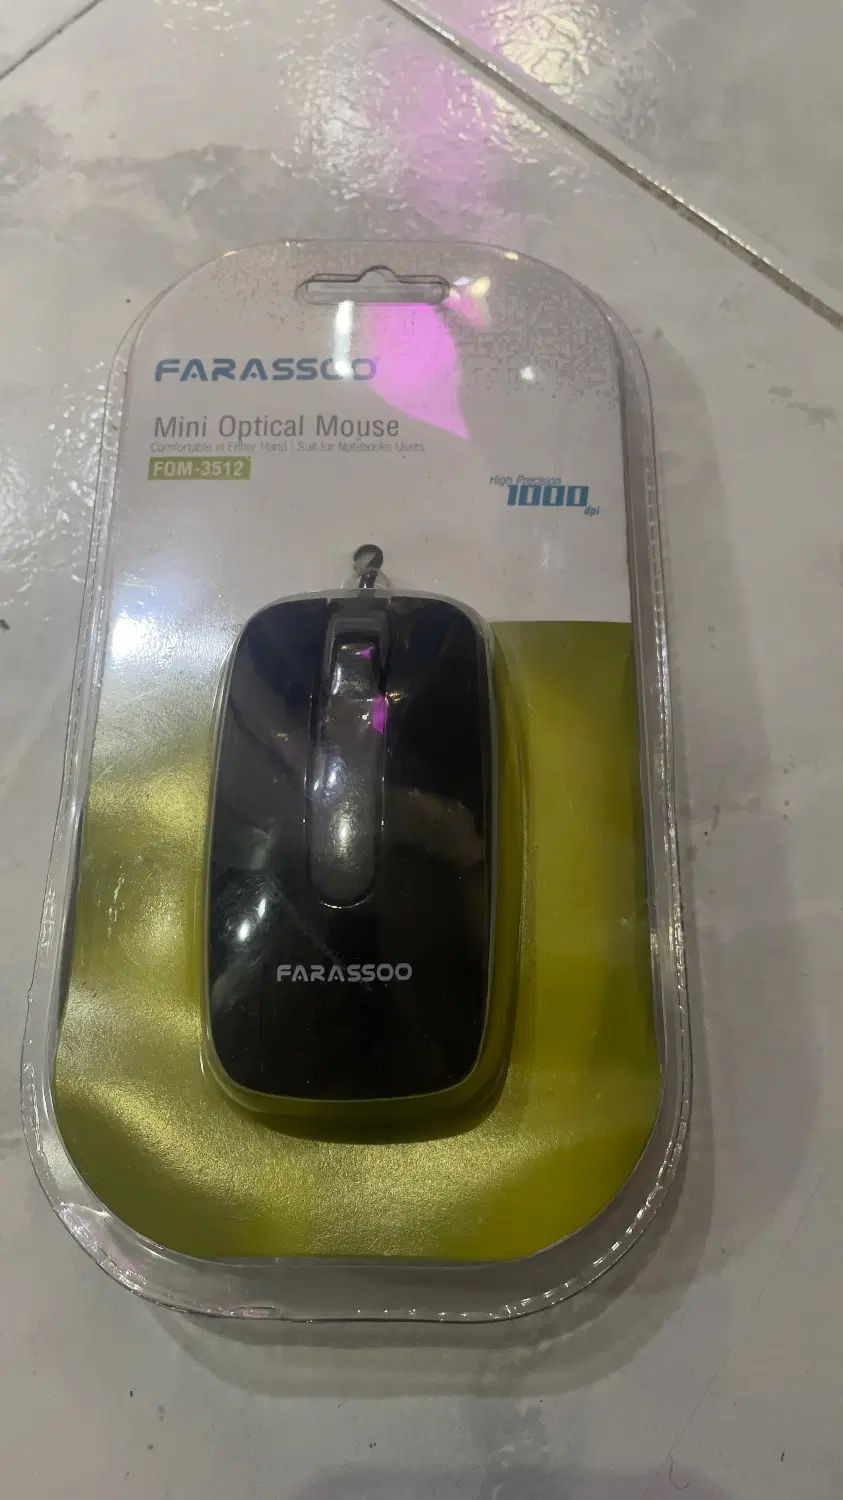 FARASSOO
Mini Optical Mouse
Comfortable in Either Hand | Suit for Notebooks Users
FOM-3512
High Precision
1000
dpi
FARASSOO